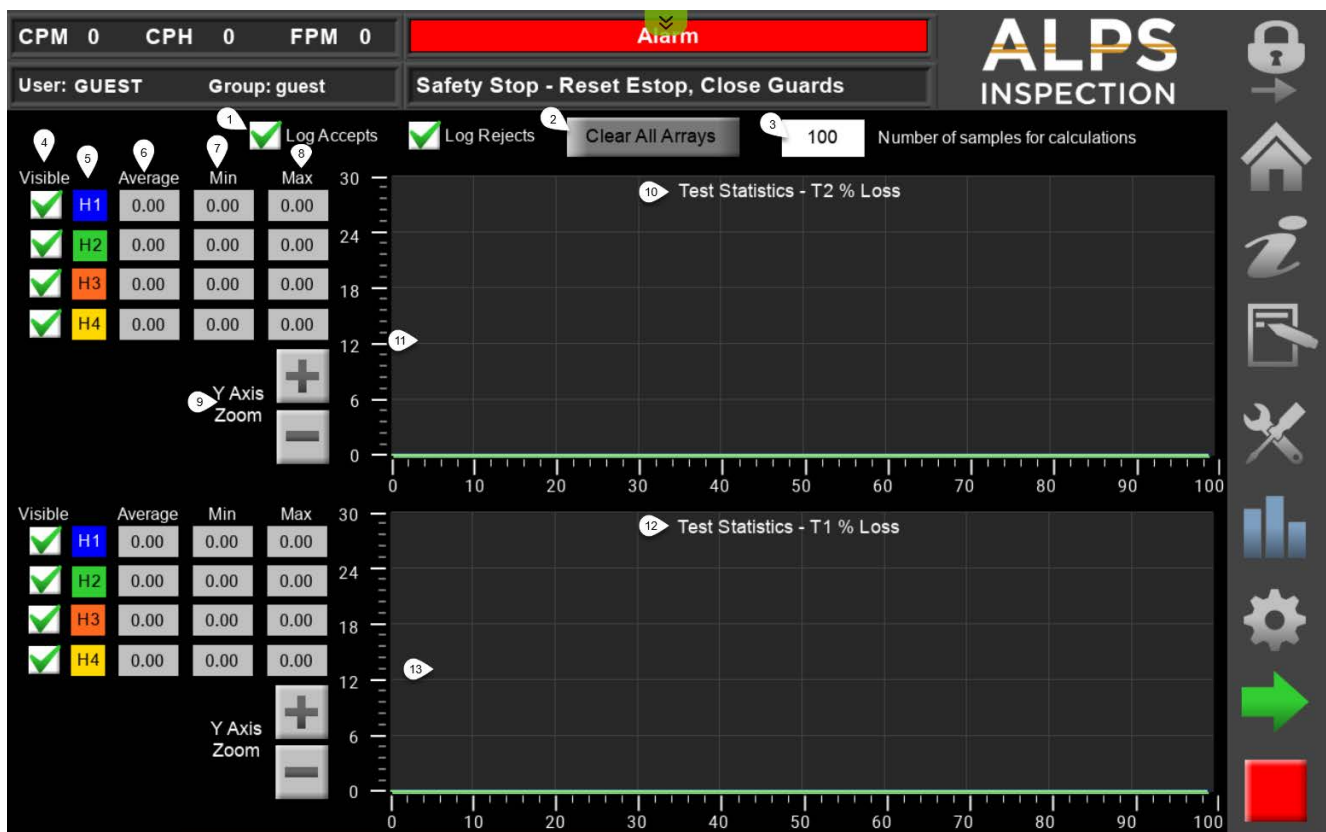 CPM 0 CPH 0 FPM 0
Alarm
ALPS
INSPECTION
User: GUEST Group: guest
Safety Stop - Reset Estop, Close Guards
1 Log Accepts Log Rejects 2 Clear All Arrays 3 100 Number of samples for calculations
4 5 6 7 8
Visible Average Min Max
H1 0.00 0.00 0.00
H2 0.00 0.00 0.00
H3 0.00 0.00 0.00
H4 0.00 0.00 0.00
9 Y Axis
Zoom
+
-
10 Test Statistics - T2 % Loss
30
24
18
12
6
0
11
0 10 20 30 40 50 60 70 80 90 100
Visible Average Min Max
H1 0.00 0.00 0.00
H2 0.00 0.00 0.00
H3 0.00 0.00 0.00
H4 0.00 0.00 0.00
Y Axis
Zoom
+
-
12 Test Statistics - T1 % Loss
30
24
18
12
6
0
13
0 10 20 30 40 50 60 70 80 90 100